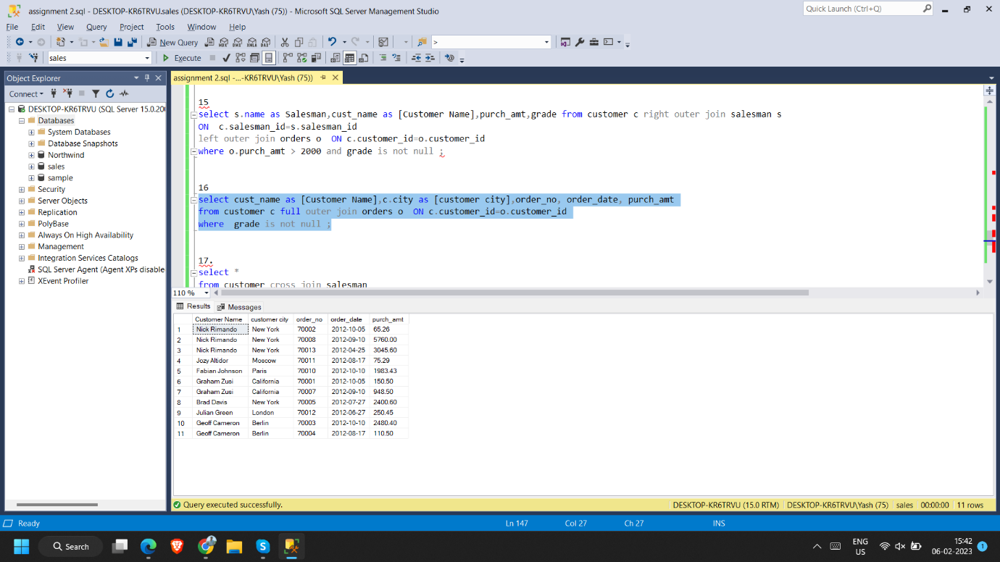 assignment 2.sql - DESKTOP-KR6TRVU.sales (DESKTOP-KR6TRVU\Yash (75)) - Microsoft SQL Server Management Studio
Quick Launch (Ctrl+Q)
File Edit View Query Project Tools Window Help
New Query
MDX DMX XMLA DAX
>
sales
Execute
Object Explorer
assignment 2.sql -...-KR6TRVU\Yash (75))
Connect
DESKTOP-KR6TRVU (SQL Server 15.0.200
Databases
System Databases
Database Snapshots
Northwind
sales
sample
Security
Server Objects
Replication
PolyBase
Always On High Availability
Management
Integration Services Catalogs
SQL Server Agent (Agent XPs disable
XEvent Profiler
15
select s.name as Salesman,cust_name as [Customer Name],purch_amt,grade from customer c right outer join salesman s
ON  c.salesman_id=s.salesman_id
left outer join orders o  ON c.customer_id=o.customer_id
where o.purch_amt > 2000 and grade is not null ;
16
select cust_name as [Customer Name],c.city as [customer city],order_no, order_date, purch_amt
from customer c full outer join orders o  ON c.customer_id=o.customer_id
where  grade is not null ;
17.
select *
from customer cross join salesman
110 %
Results Messages
Customer Name customer city order_no order_date purch_amt
1 Nick Rimando New York 70002 2012-10-05 65.26
2 Nick Rimando New York 70008 2012-09-10 5760.00
3 Nick Rimando New York 70013 2012-04-25 3045.60
4 Jozy Altidor Moscow 70011 2012-08-17 75.29
5 Fabian Johnson Paris 70010 2012-10-10 1983.43
6 Graham Zusi California 70001 2012-10-05 150.50
7 Graham Zusi California 70007 2012-09-10 948.50
8 Brad Davis New York 70005 2012-07-27 2400.60
9 Julian Green London 70012 2012-06-27 250.45
10 Geoff Cameron Berlin 70003 2012-10-10 2480.40
11 Geoff Cameron Berlin 70004 2012-08-17 110.50
Query executed successfully.
DESKTOP-KR6TRVU (15.0 RTM) DESKTOP-KR6TRVU\Yash (75) sales 00:00:00 11 rows
Ready Ln 147 Col 27 Ch 27 INS
Search
S
ENG
US
15:42
06-02-2023
1